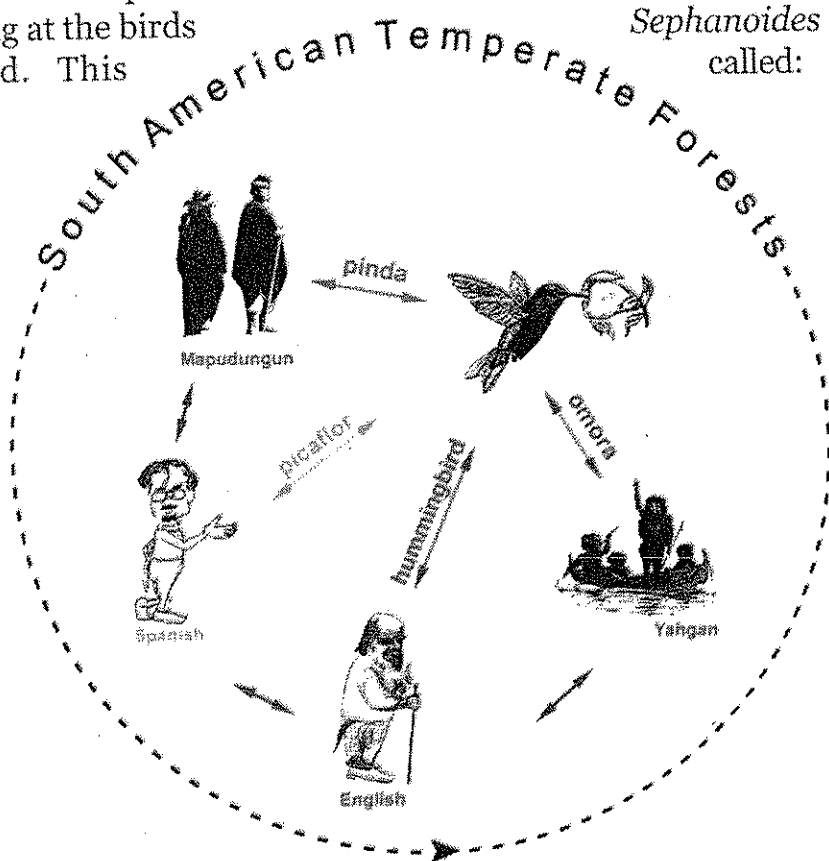 g at the birds
d. This
Sephanoides
called:
South American Temperate Forests
pinda
Mapudungun
picaflor
omora
hummingbird
Spanish
Yahgan
English